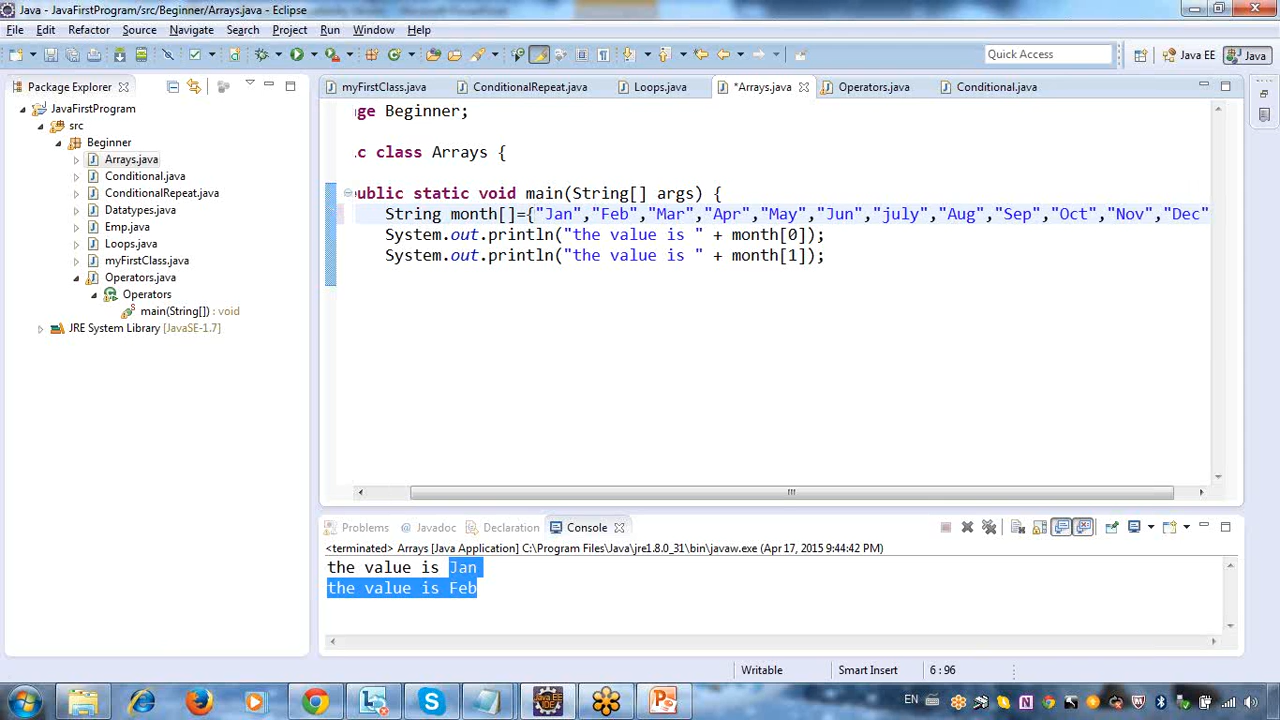 Java - JavaFirstProgram/src/Beginner/Arrays.java - Eclipse
File Edit Refactor Source Navigate Search Project Run Window Help
Quick Access
Java EE
Java
Package Explorer
JavaFirstProgram
src
Beginner
Arrays.java
Conditional.java
ConditionalRepeat.java
Datatypes.java
Emp.java
Loops.java
myFirstClass.java
Operators.java
Operators
main(String[]) : void
JRE System Library [JavaSE-1.7]
myFirstClass.java ConditionalRepeat.java Loops.java *Arrays.java Operators.java Conditional.java
ge Beginner;
c class Arrays {
ublic static void main(String[] args) {
String month[]={"Jan","Feb","Mar","Apr","May","Jun","july","Aug","Sep","Oct","Nov","Dec"
System.out.println("the value is " + month[0]);
System.out.println("the value is " + month[1]);
Problems Javadoc Declaration Console
<terminated> Arrays [Java Application] C:\Program Files\Java\jre1.8.0_31\bin\javaw.exe (Apr 17, 2015 9:44:42 PM)
the value is Jan
the value is Feb
Writable Smart Insert 6 : 96
EN